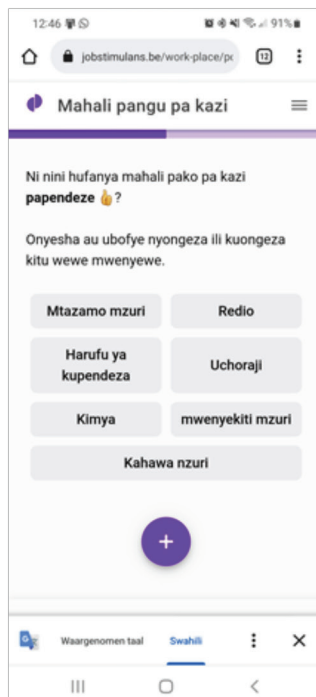 12:46
91%
jobstimulans.be/work-place/pc
12
Mahali pangu pa kazi
Ni nini hufanya mahali pako pa kazi
papendeze 👍?
Onyesha au ubofye nyongeza ili kuongeza
kitu wewe mwenyewe.
Mtazamo mzuri
Redio
Harufu ya
kupendeza
Uchoraji
Kimya
mwenyekiti mzuri
Kahawa nzuri
+
Waargenomen taal
Swahili